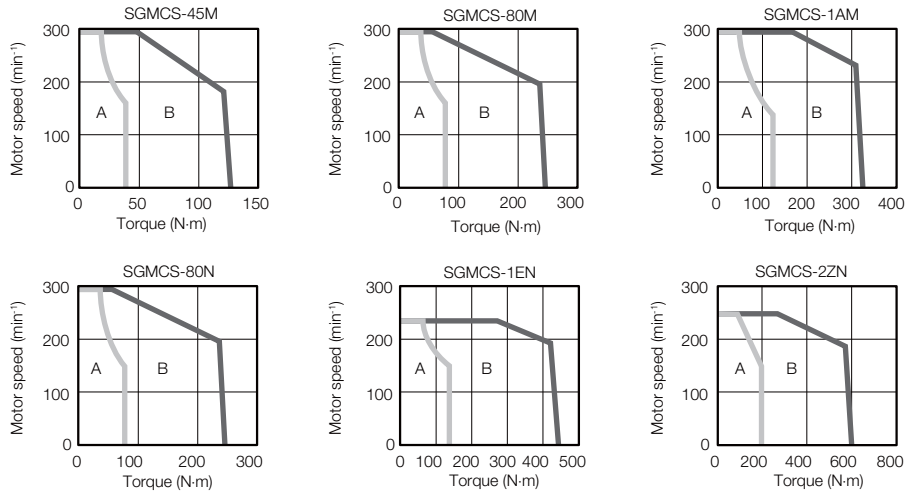 SGMCS-45M
Motor speed (min⁻¹)
300
200
100
0
A
B
0 50 100 150
Torque (N·m)
SGMCS-80M
Motor speed (min⁻¹)
300
200
100
0
A
B
0 100 200 300
Torque (N·m)
SGMCS-1AM
Motor speed (min⁻¹)
300
200
100
0
A
B
0 100 200 300 400
Torque (N·m)
SGMCS-80N
Motor speed (min⁻¹)
300
200
100
0
A
B
0 100 200 300
Torque (N·m)
SGMCS-1EN
Motor speed (min⁻¹)
300
200
100
0
A
B
0 100 200 300 400 500
Torque (N·m)
SGMCS-2ZN
Motor speed (min⁻¹)
300
200
100
0
A
B
0 200 400 600 800
Torque (N·m)